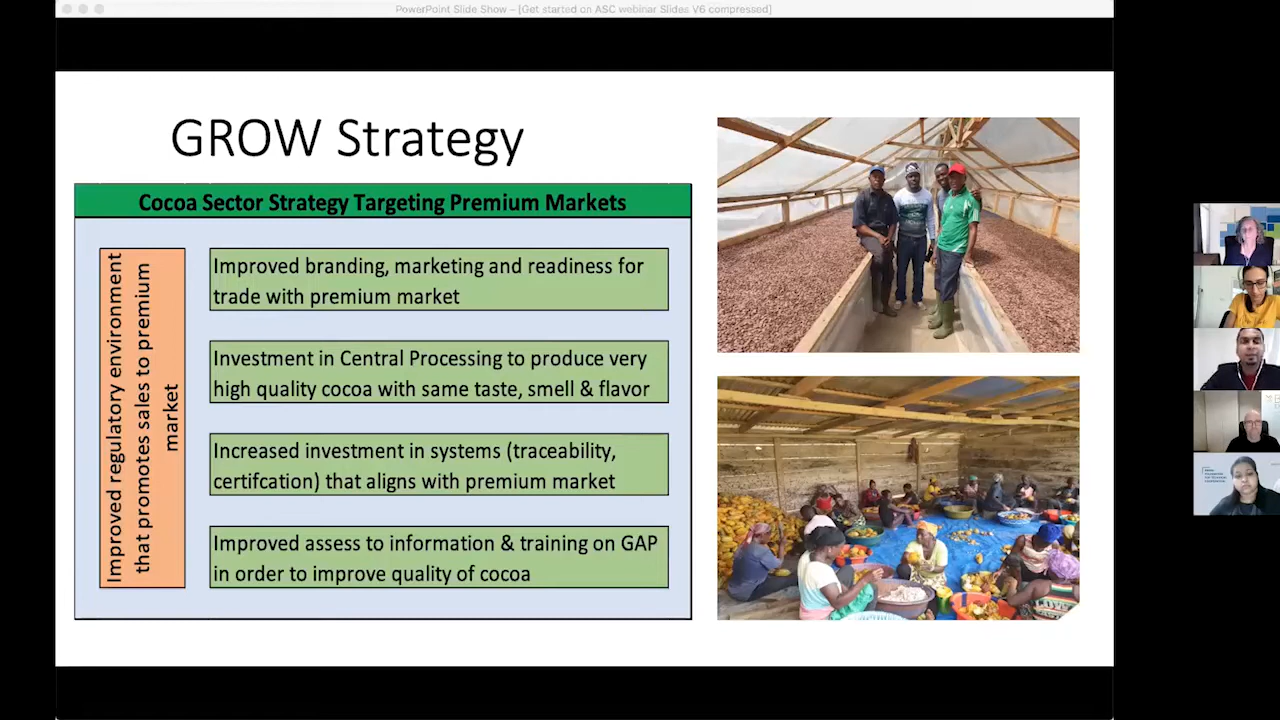 PowerPoint Slide Show – [Get started on ASC webinar Slides V6 compressed]
GROW Strategy
Cocoa Sector Strategy Targeting Premium Markets
Improved regulatory environment
that promotes sales to premium
market
Improved branding, marketing and readiness for
trade with premium market
Investment in Central Processing to produce very
high quality cocoa with same taste, smell & flavor
Increased investment in systems (traceability,
certifcation) that aligns with premium market
Improved assess to information & training on GAP
in order to improve quality of cocoa